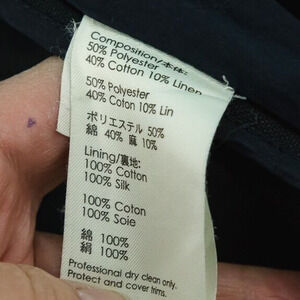 Composition/本体:
50% Polyester
40% Cotton 10% Linen
50% Polyester
40% Coton 10% Lin
ポリエステル 50%
綿 40% 麻 10%
Lining/裏地:
100% Cotton
100% Silk
100% Coton
100% Soie
綿 100%
絹 100%
Professional dry clean only.
Protect and cover trims.